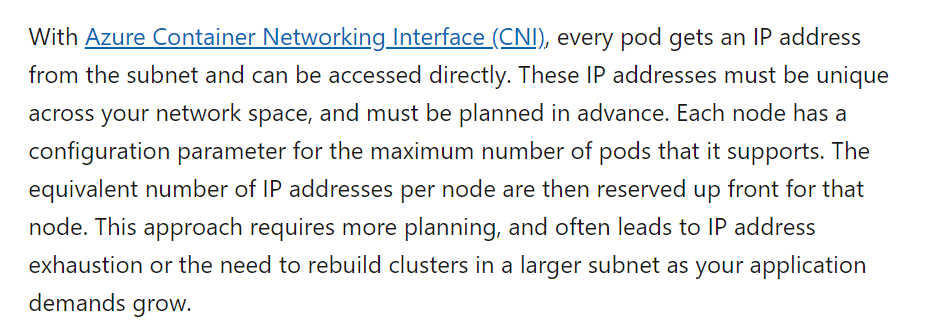 With Azure Container Networking Interface (CNI), every pod gets an IP address
from the subnet and can be accessed directly. These IP addresses must be unique
across your network space, and must be planned in advance. Each node has a
configuration parameter for the maximum number of pods that it supports. The
equivalent number of IP addresses per node are then reserved up front for that
node. This approach requires more planning, and often leads to IP address
exhaustion or the need to rebuild clusters in a larger subnet as your application
demands grow.